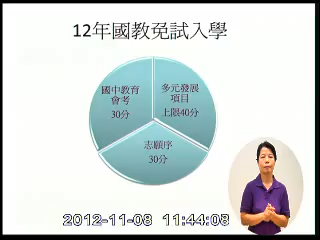 12年國教免試入學
國中教育
會考
30分
多元發展
項目
上限40分
志願序
30分
2012-11-08 11:44:08